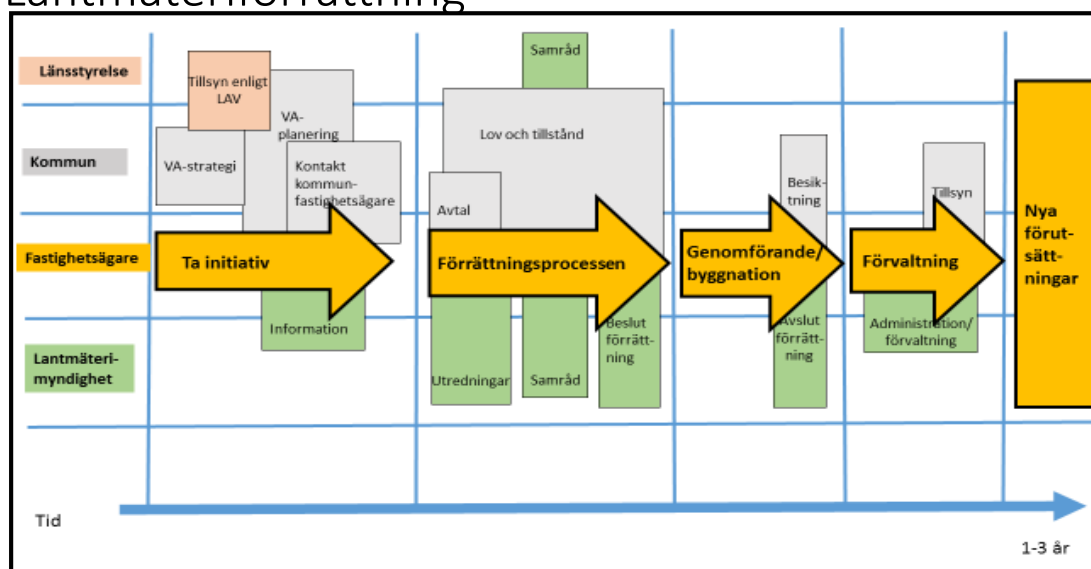 Lantmäteriförrättning
Länsstyrelse
Tillsyn enligt
LAV
Samråd
Kommun
VA-strategi
VA-
planering
Kontakt
kommun-
fastighetsägare
Lov och tillstånd
Avtal
Besik-
tning
Tillsyn
Fastighetsägare
Ta initiativ
Förrättningsprocessen
Genomförande/
byggnation
Förvaltning
Nya
förut-
sätt-
ningar
Lantmäteri-
myndighet
Information
Utredningar
Samråd
Beslut
förrätt-
ning
Avslut
förrätt-
ning
Administration/
förvaltning
Tid
1-3 år